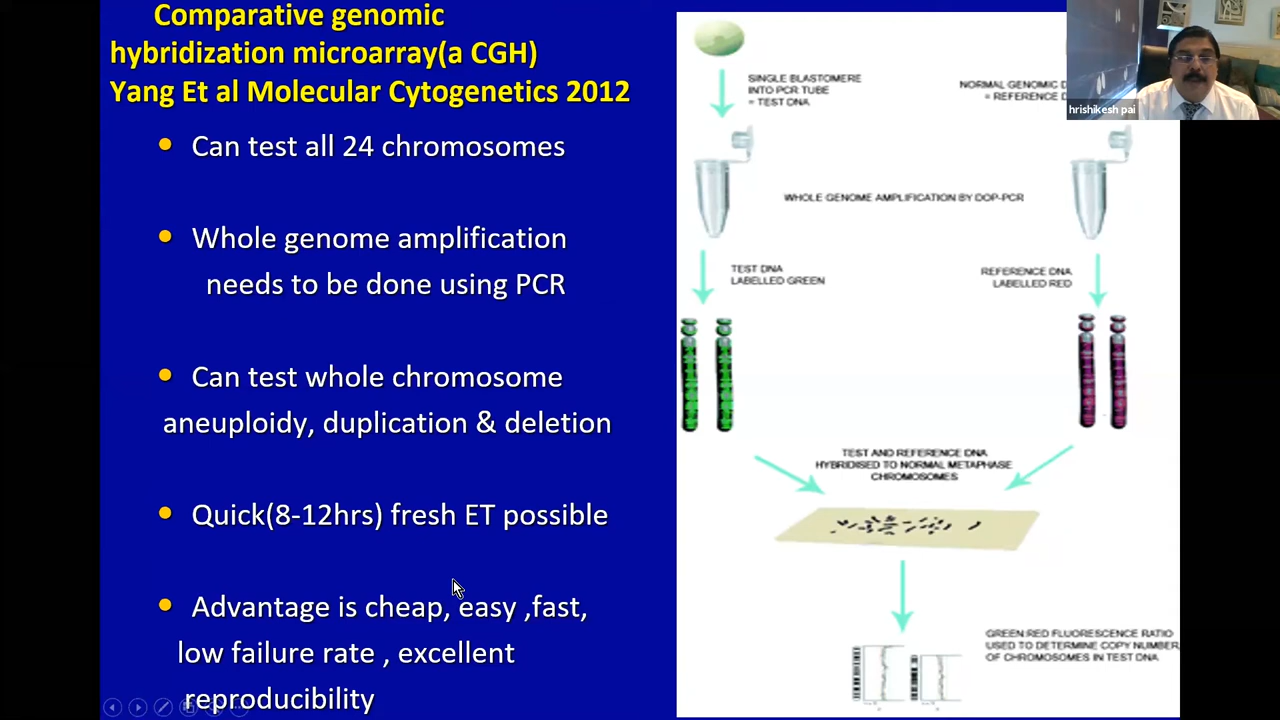 Comparative genomic
hybridization microarray(a CGH)
Yang Et al Molecular Cytogenetics 2012
Can test all 24 chromosomes
Whole genome amplification
needs to be done using PCR
Can test whole chromosome
aneuploidy, duplication & deletion
Quick(8-12hrs) fresh ET possible
Advantage is cheap, easy ,fast,
low failure rate , excellent
reproducibility
SINGLE BLASTOMERE
INTO PCR TUBE
= TEST DNA
NORMAL GENOMIC
= REFERENCE
WHOLE GENOME AMPLIFICATION BY DOP-PCR
TEST DNA
LABELLED GREEN
REFERENCE DNA
LABELLED RED
TEST AND REFERENCE DNA
HYBRIDISED TO NORMAL METAPHASE
CHROMOSOMES
GREEN:RED FLUORESCENCE RATIO
USED TO DETERMINE COPY NUMBER
OF CHROMOSOMES IN TEST DNA
hrishikesh pai